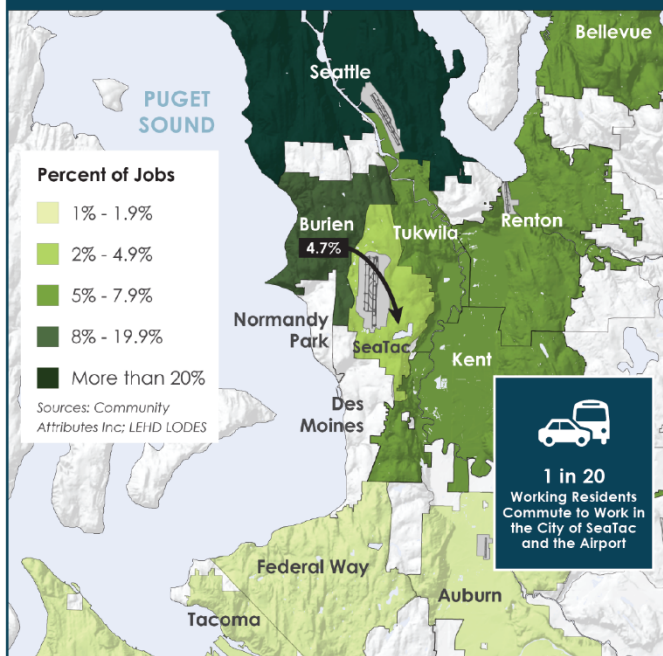 Bellevue
Seattle
PUGET
SOUND
Percent of Jobs
1% - 1.9%
2% - 4.9%
5% - 7.9%
8% - 19.9%
More than 20%
Sources: Community
Attributes Inc; LEHD LODES
Burien
4.7%
Tukwila
Renton
Normandy
Park
SeaTac
Kent
Des
Moines
1 in 20
Working Residents
Commute to Work in
the City of SeaTac
and the Airport
Federal Way
Auburn
Tacoma